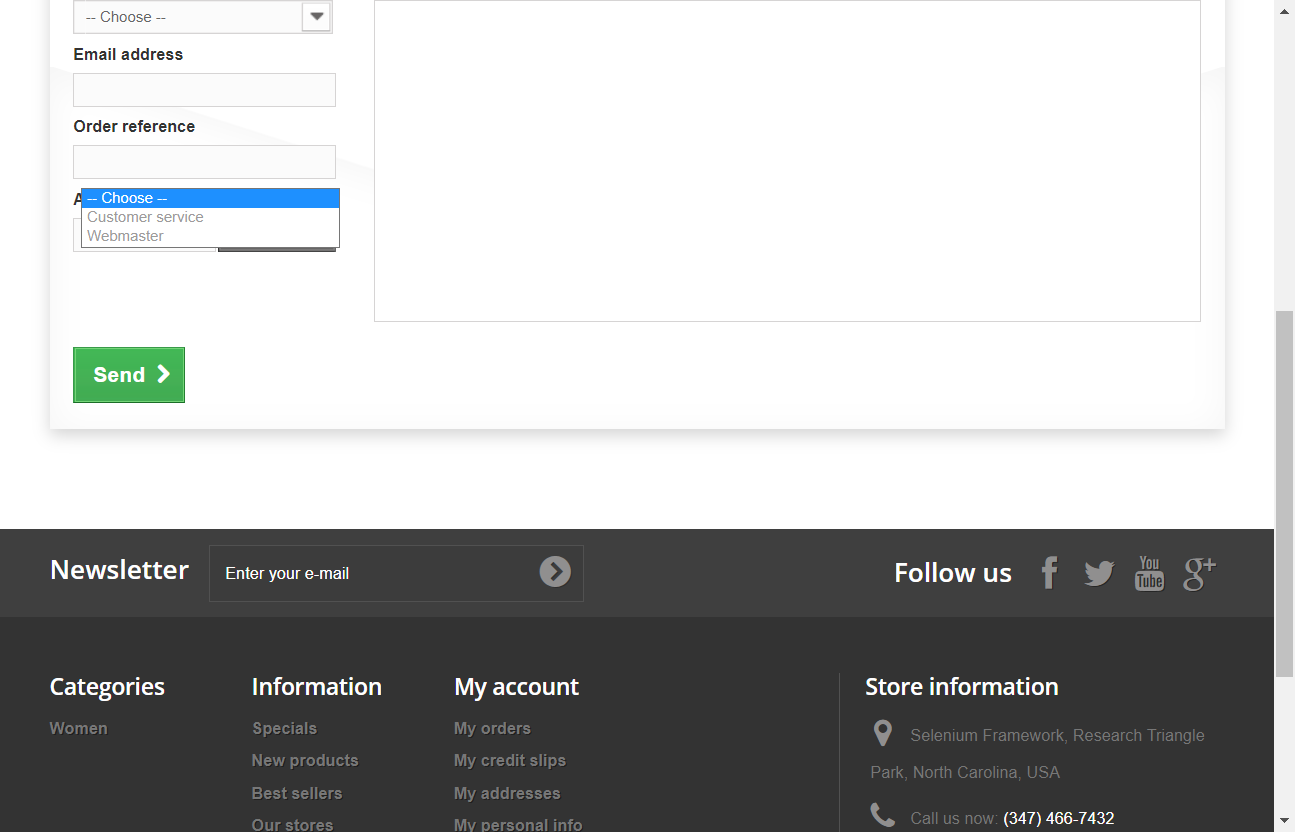 -- Choose --
Email address
Order reference
-- Choose --
Customer service
Webmaster
Send
Newsletter
Enter your e-mail
Follow us
You
Tube
g+
Categories
Women
Information
Specials
New products
Best sellers
Our stores
My account
My orders
My credit slips
My addresses
My personal info
Store information
Selenium Framework, Research Triangle
Park, North Carolina, USA
Call us now: (347) 466-7432